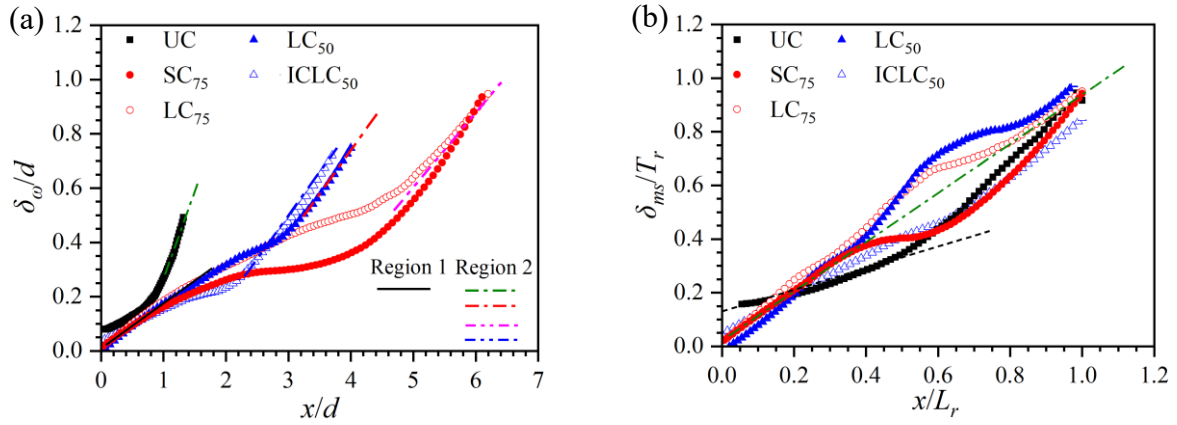 (a)
1.2
1.0
0.8
0.6
0.4
0.2
0.0
δω/d
UC LC50
SC75 ICLC50
LC75
Region 1 Region 2
0 1 2 3 4 5 6 7
x/d
(b)
1.2
1.0
0.8
0.6
0.4
0.2
0.0
δms/Tr
UC LC50
SC75 ICLC50
LC75
0.0 0.2 0.4 0.6 0.8 1.0 1.2
x/Lr